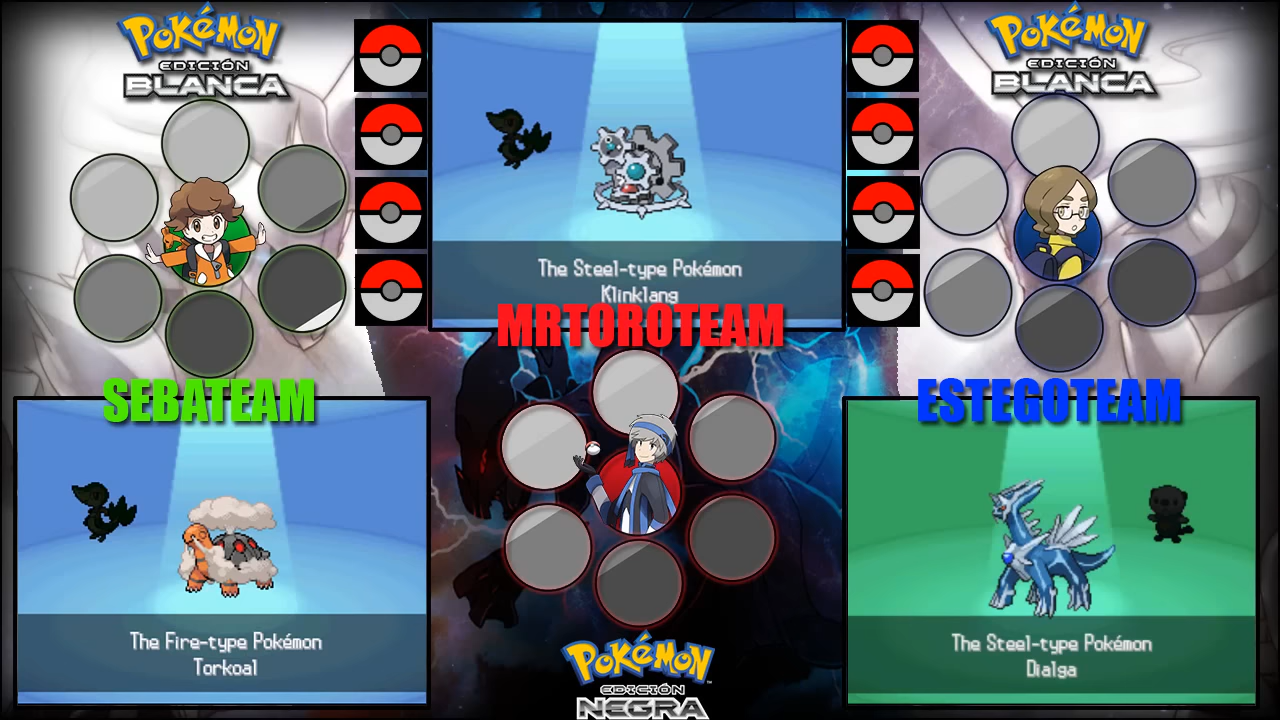 POKÉMON
EDICIÓN
BLANCA
POKÉMON
EDICIÓN
BLANCA
The Steel-type Pokémon
Klinklang
MRTOROTEAM
SEBATEAM
ESTEGOTEAM
The Fire-type Pokémon
Torkoal
The Steel-type Pokémon
Dialga
POKÉMON
EDICIÓN
NEGRA